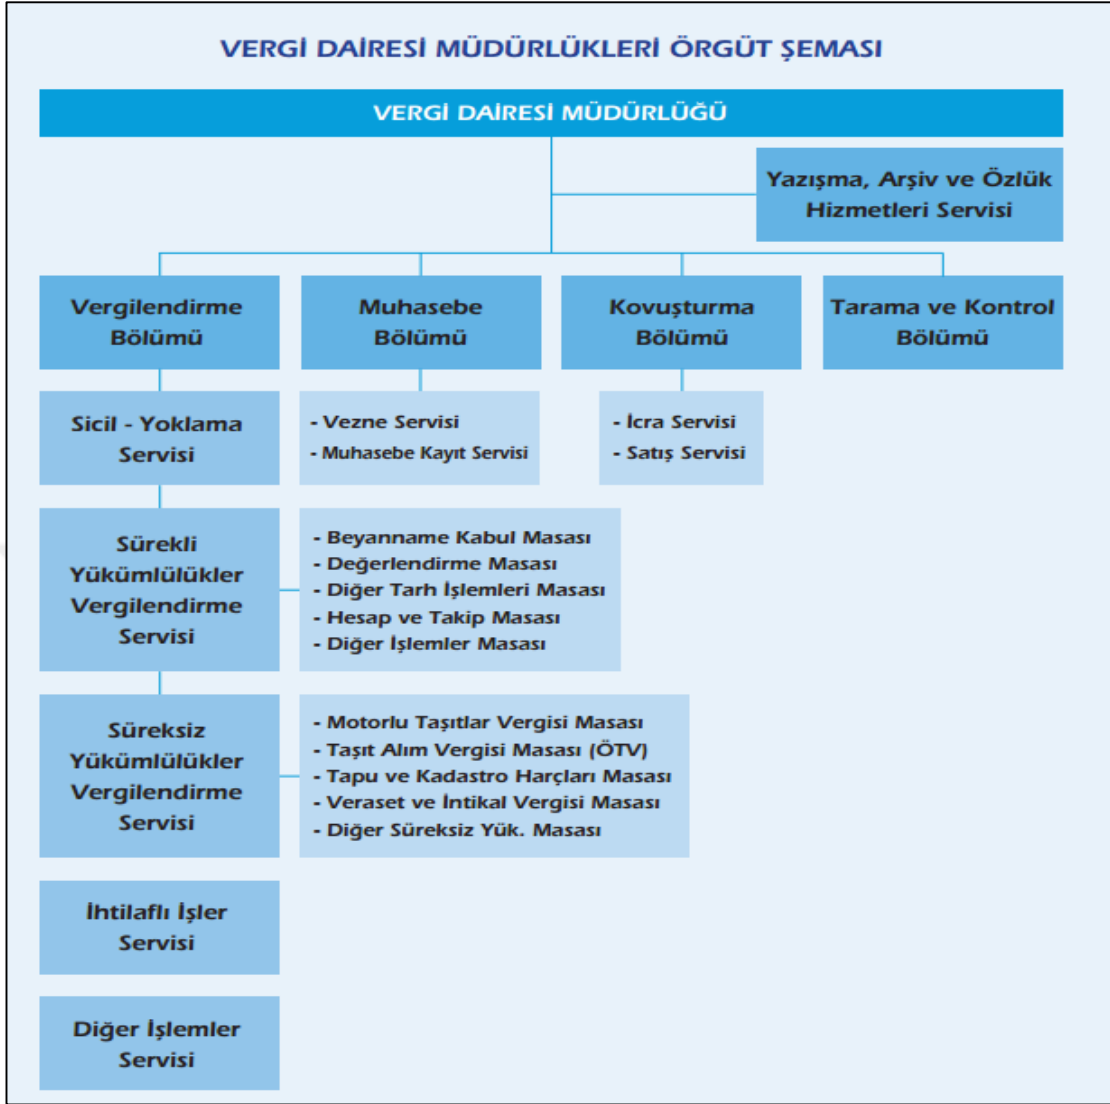 VERGİ DAİRESİ MÜDÜRLÜKLERİ ÖRGÜT ŞEMASI
VERGİ DAİRESİ MÜDÜRLÜĞÜ
Yazışma, Arşiv ve Özlük
Hizmetleri Servisi
Vergilendirme
Bölümü
Muhasebe
Bölümü
Kovuşturma
Bölümü
Tarama ve Kontrol
Bölümü
Sicil - Yoklama
Servisi
- Vezne Servisi
- Muhasebe Kayıt Servisi
- İcra Servisi
- Satış Servisi
Sürekli
Yükümlülükler
Vergilendirme
Servisi
- Beyanname Kabul Masası
- Değerlendirme Masası
- Diğer Tarh İşlemleri Masası
- Hesap ve Takip Masası
- Diğer İşlemler Masası
Süreksiz
Yükümlülükler
Vergilendirme
Servisi
- Motorlu Taşıtlar Vergisi Masası
- Taşıt Alım Vergisi Masası (ÖTV)
- Tapu ve Kadastro Harçları Masası
- Veraset ve İntikal Vergisi Masası
- Diğer Süreksiz Yük. Masası
İhtilaflı İşler
Servisi
Diğer İşlemler
Servisi